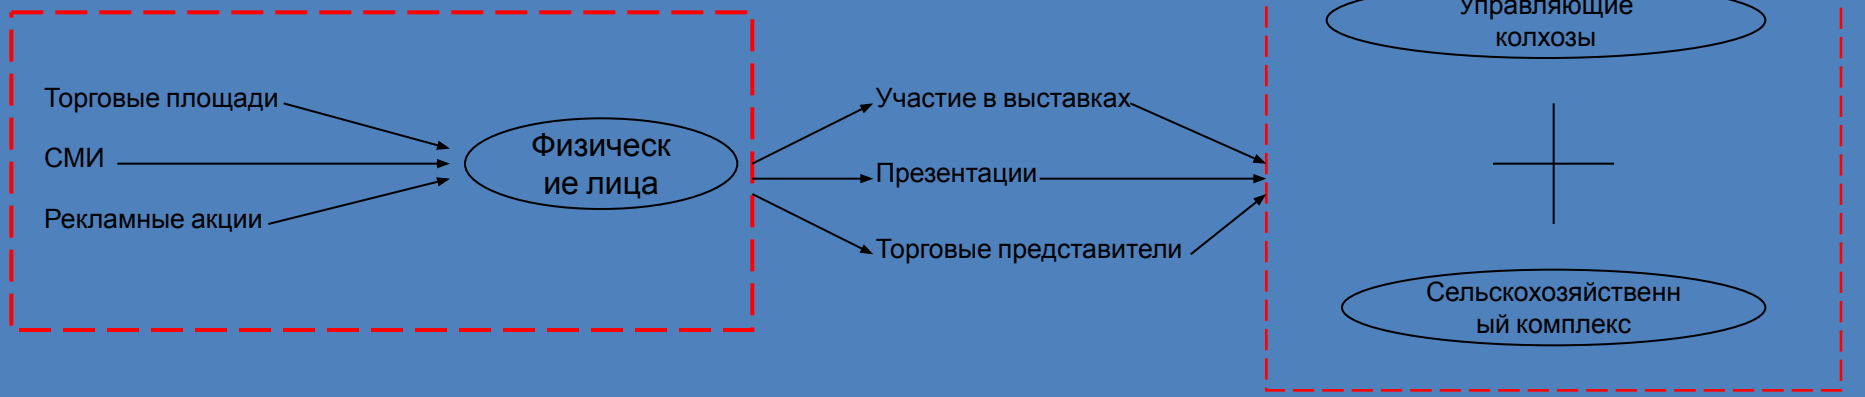 Управляющие
колхозы
Торговые площади
СМИ
Рекламные акции
Физическ
ие лица
Участие в выставках
Презентации
Торговые представители
Сельскохозяйственн
ый комплекс